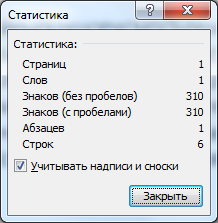 Статистика
Статистика:
Страниц 1
Слов 1
Знаков (без пробелов) 310
Знаков (с пробелами) 310
Абзацев 1
Строк 6
Учитывать надписи и сноски
Закрыть